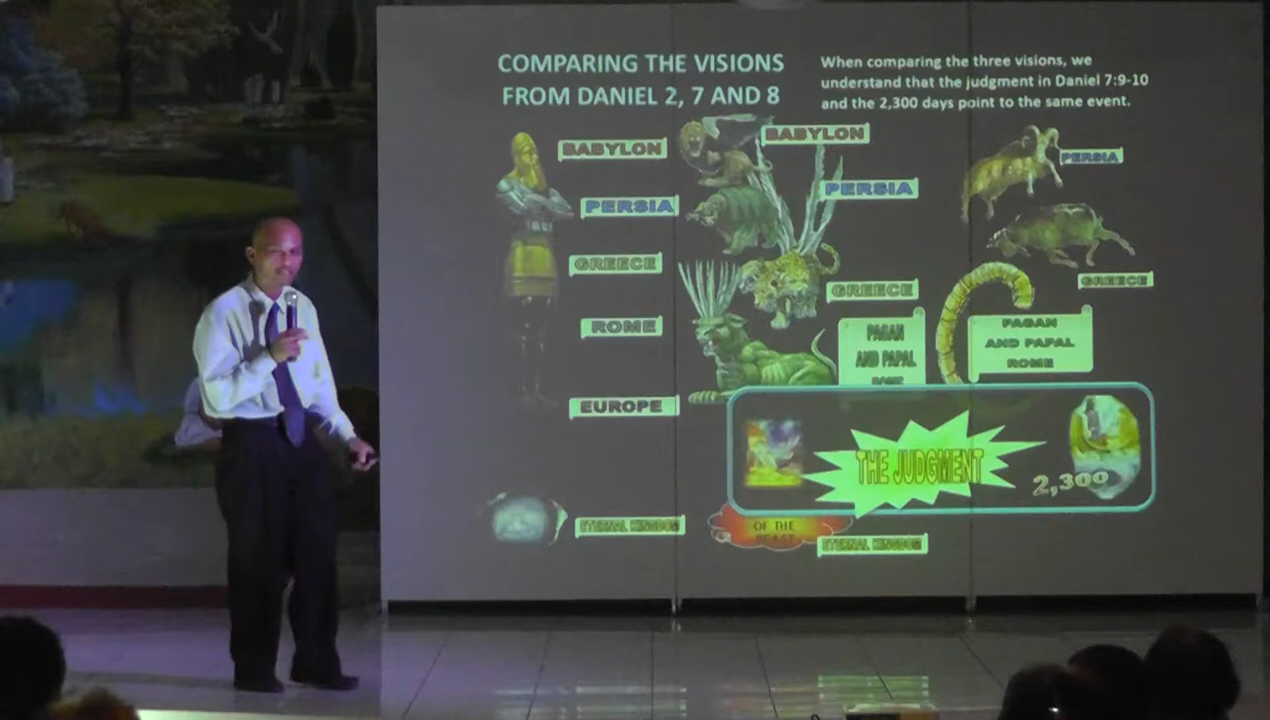 COMPARING THE VISIONS
FROM DANIEL 2, 7 AND 8
When comparing the three visions, we
understand that the judgment in Daniel 7:9-10
and the 2,300 days point to the same event.
BABYLON
PERSIA
GREECE
ROME
EUROPE
ETERNAL KINGDOM
BABYLON
PERSIA
GREECE
PAGAN
AND PAPAL
ROME
OF THE
BEAST
ETERNAL KINGDOM
PERSIA
GREECE
PAGAN
AND PAPAL
ROME
THE JUDGMENT
2,300